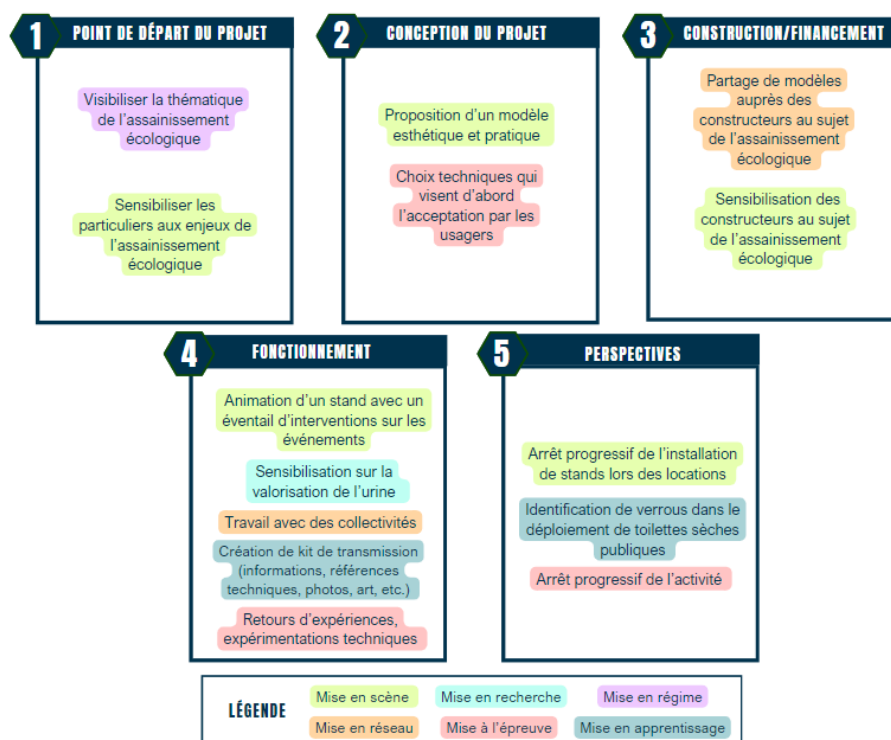 1 POINT DE DÉPART DU PROJET
Visibiliser la thématique
de l'assainissement
écologique
Sensibiliser les
particuliers aux enjeux de
l'assainissement
écologique
2 CONCEPTION DU PROJET
Proposition d'un modèle
esthétique et pratique
Choix techniques qui
visent d'abord
l'acceptation par les
usagers
3 CONSTRUCTION/FINANCEMENT
Partage de modèles
auprès des
constructeurs au sujet
de l'assainissement
écologique
Sensibilisation des
constructeurs au sujet
de l'assainissement
écologique
4 FONCTIONNEMENT
Animation d'un stand avec un
éventail d'interventions sur les
événements
Sensibilisation sur la
valorisation de l'urine
Travail avec des collectivités
Création de kit de transmission
(informations, références
techniques, photos, art, etc.)
Retours d'expériences,
expérimentations techniques
5 PERSPECTIVES
Arrêt progressif de l'installation
de stands lors des locations
Identification de verrous dans le
déploiement de toilettes sèches
publiques
Arrêt progressif de l'activité
LÉGENDE
Mise en scène
Mise en recherche
Mise en régime
Mise en réseau
Mise à l'épreuve
Mise en apprentissage